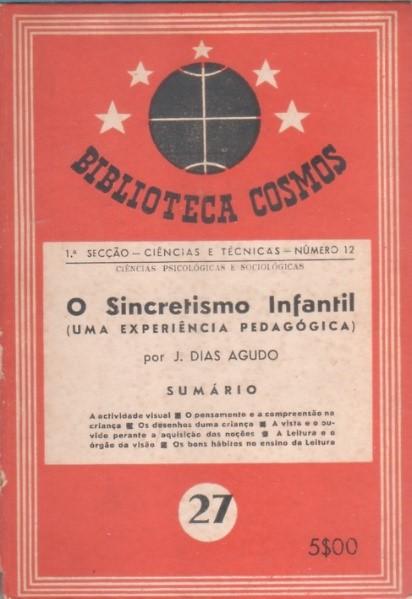 BIBLIOTECA COSMOS
1.ª SECÇÃO — CIÊNCIAS E TÉCNICAS — NÚMERO 12
CIÊNCIAS PSICOLÓGICAS E SOCIOLÓGICAS
O Sincretismo Infantil
(UMA EXPERIÊNCIA PEDAGÓGICA)
por J. DIAS AGUDO
SUMÁRIO
A actividade visual ■ O pensamento e a compreensão na
criança ■ Os desenhos duma criança ■ A vista e o ou-
vido perante a aquisição das noções ■ A Leitura e o
órgão da visão ■ Os bons hábitos no ensino da Leitura
27
5$00